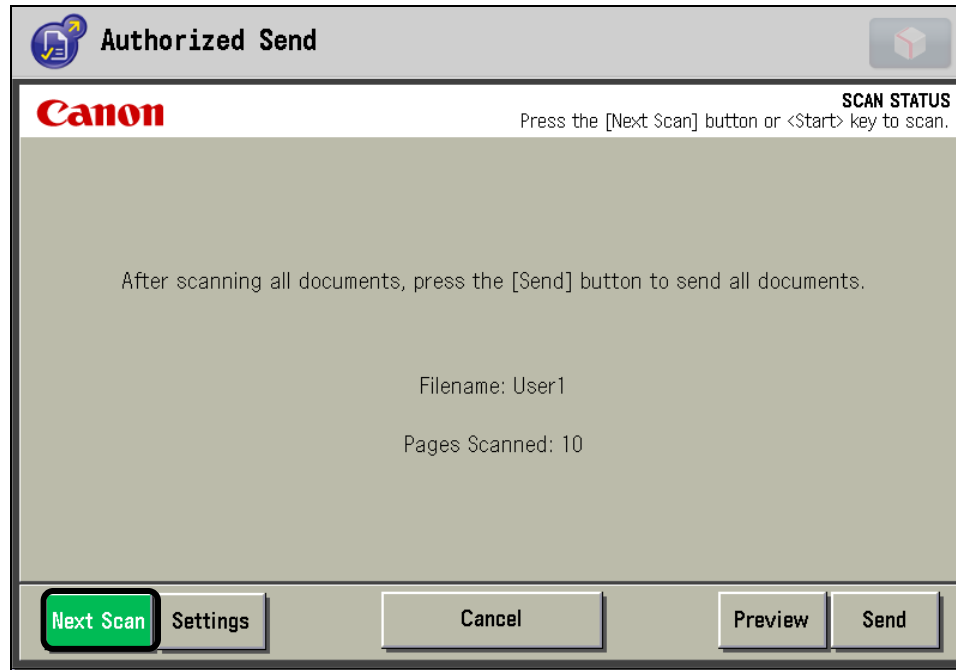 Authorized Send
Canon
SCAN STATUS
Press the [Next Scan] button or <Start> key to scan.
After scanning all documents, press the [Send] button to send all documents.
Filename: User1
Pages Scanned: 10
Next Scan Settings Cancel Preview Send